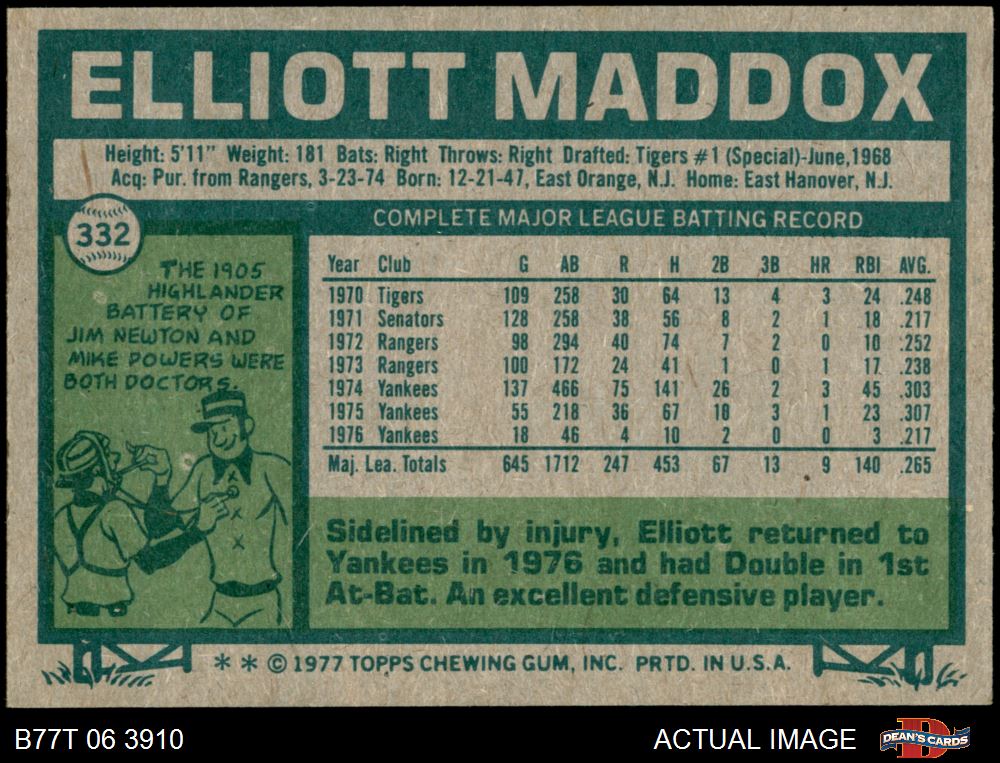 ELLIOTT MADDOX
Height: 5'11" Weight: 181 Bats: Right Throws: Right Drafted: Tigers #1 (Special)-June,1968
Acq: Pur. from Rangers, 3-23-74 Born: 12-21-47, East Orange, N.J. Home: East Hanover, N.J.
332
COMPLETE MAJOR LEAGUE BATTING RECORD
THE 1905
HIGHLANDER
BATTERY OF
JIM NEWTON AND
MIKE POWERS WERE
BOTH DOCTORS.
Year Club G AB R H 2B 3B HR RBI AVG.
1970 Tigers 109 258 30 64 13 4 3 24 .248
1971 Senators 128 258 38 56 8 2 1 18 .217
1972 Rangers 98 294 40 74 7 2 0 10 .252
1973 Rangers 100 172 24 41 1 0 1 17 .238
1974 Yankees 137 466 75 141 26 2 3 45 .303
1975 Yankees 55 218 36 67 10 3 1 23 .307
1976 Yankees 18 46 4 10 2 0 0 3 .217
Maj. Lea. Totals 645 1712 247 453 67 13 9 140 .265
Sidelined by injury, Elliott returned to
Yankees in 1976 and had Double in 1st
At-Bat. An excellent defensive player.
* * © 1977 TOPPS CHEWING GUM, INC. PRTD. IN U.S.A.
B77T 06 3910
ACTUAL IMAGE
D
DEAN'S CARDS